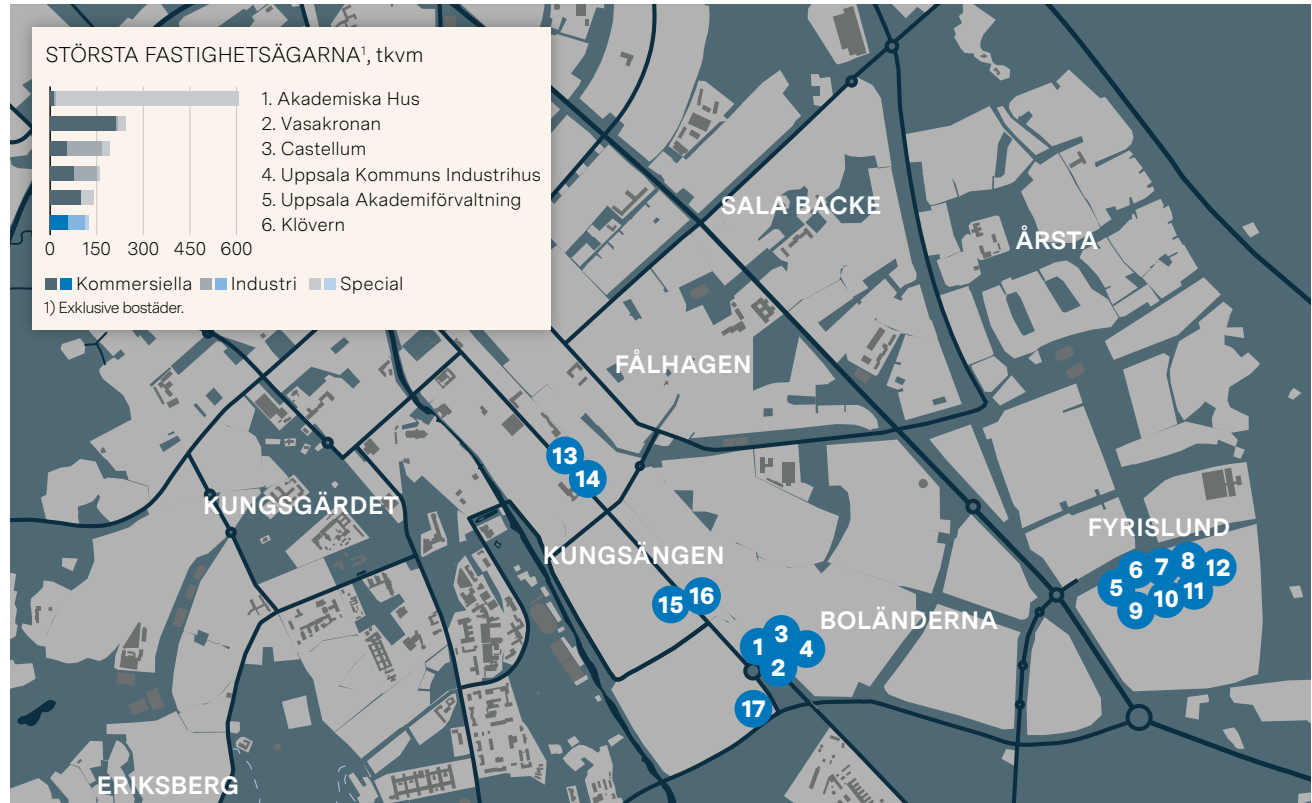 STÖRSTA FASTIGHETSÄGARNA¹, tkvm
1. Akademiska Hus
2. Vasakronan
3. Castellum
4. Uppsala Kommuns Industrihus
5. Uppsala Akademiförvaltning
6. Klövern
0 150 300 450 600
Kommersiella Industri Special
1) Exklusive bostäder.
SALA BACKE
ÅRSTA
FÅLHAGEN
13
14
KUNGSGÄRDET
FYRISLUND
KUNGSÄNGEN
5 6 7 8 12
9 10 11
15 16
BOLÄNDERNA
1 3 4
2
17
ERIKSBERG